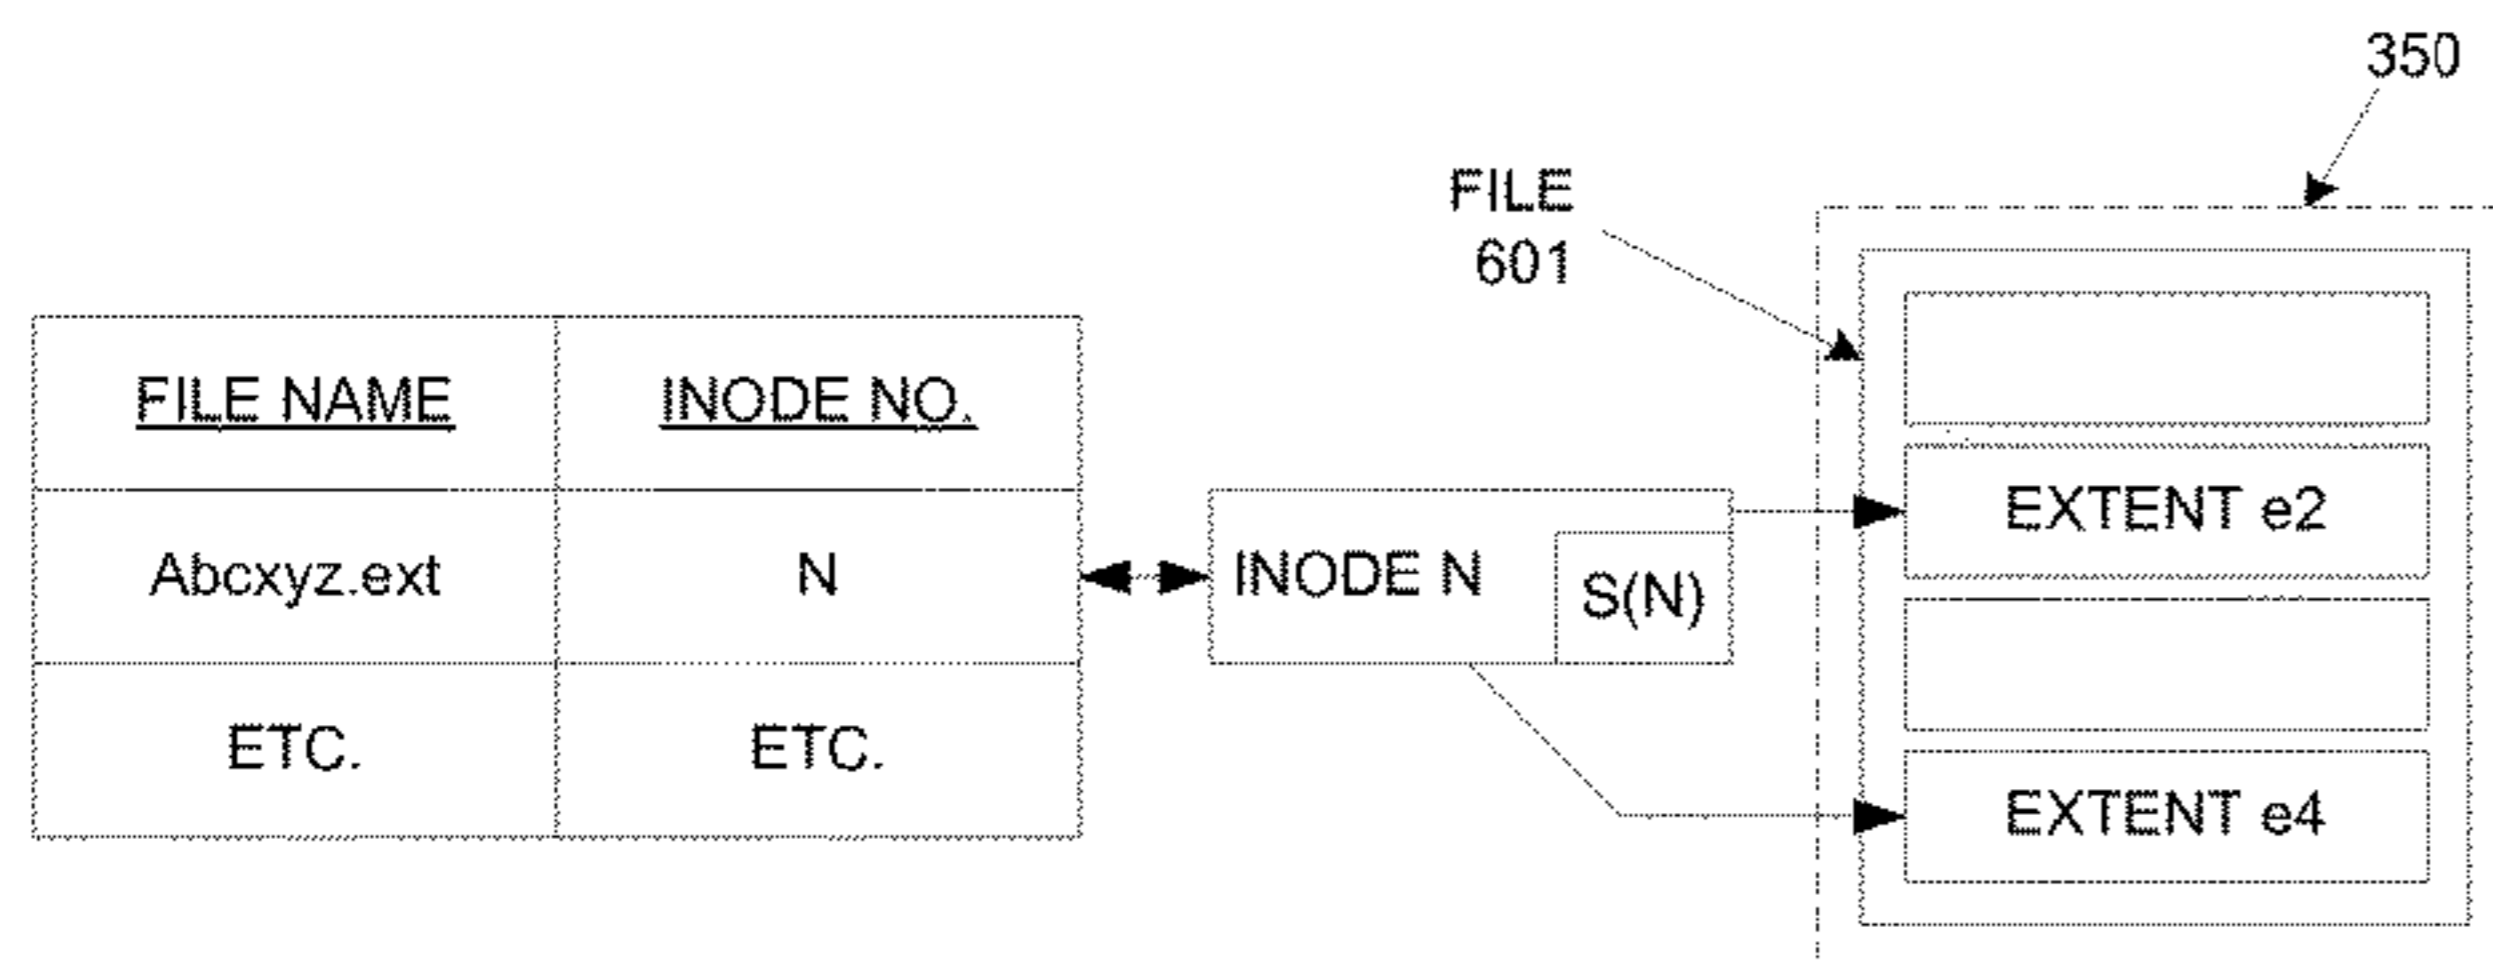 350
FILE
601
FILE NAME INODE NO.
EXTENT e2
Abcxyz.ext N INODE N S(N)
ETC. ETC.
EXTENT e4